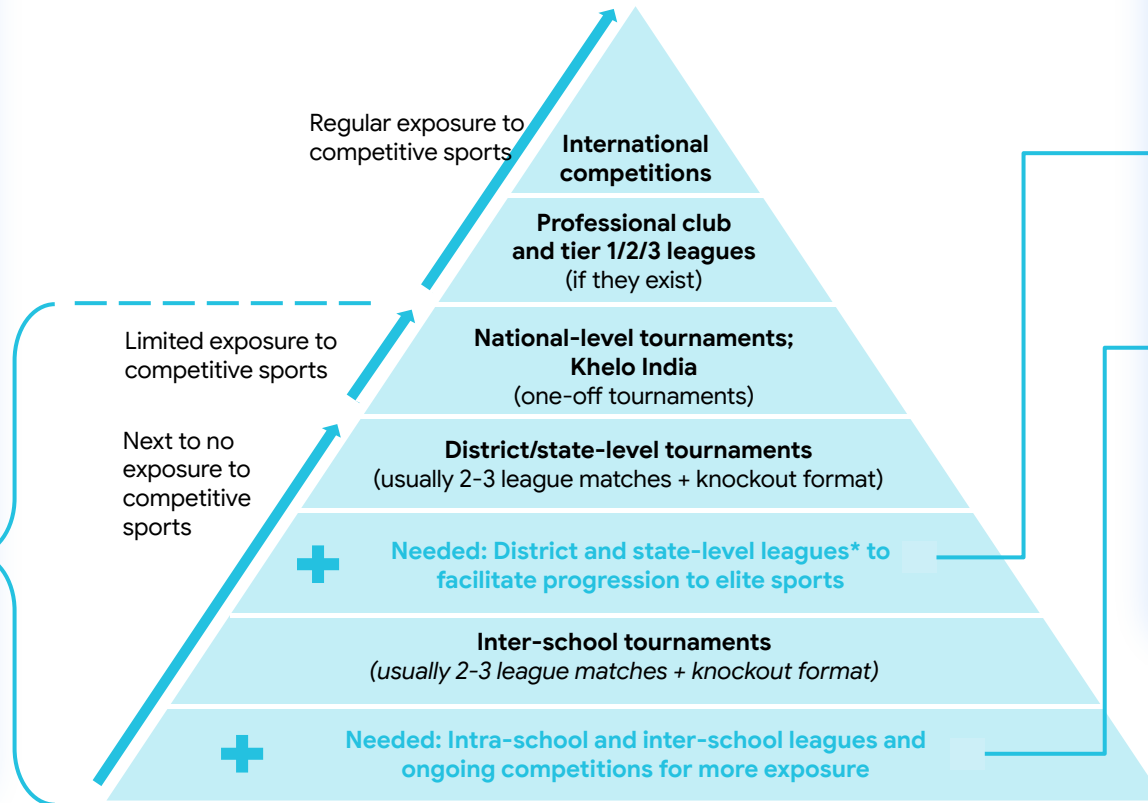 Regular exposure to
competitive sports
International
competitions
Professional club
and tier 1/2/3 leagues
(if they exist)
Limited exposure to
competitive sports
National-level tournaments;
Khelo India
(one-off tournaments)
Next to no
exposure to
competitive
sports
District/state-level tournaments
(usually 2-3 league matches + knockout format)
Needed: District and state-level leagues* to
facilitate progression to elite sports
Inter-school tournaments
(usually 2-3 league matches + knockout format)
Needed: Intra-school and inter-school leagues and
ongoing competitions for more exposure